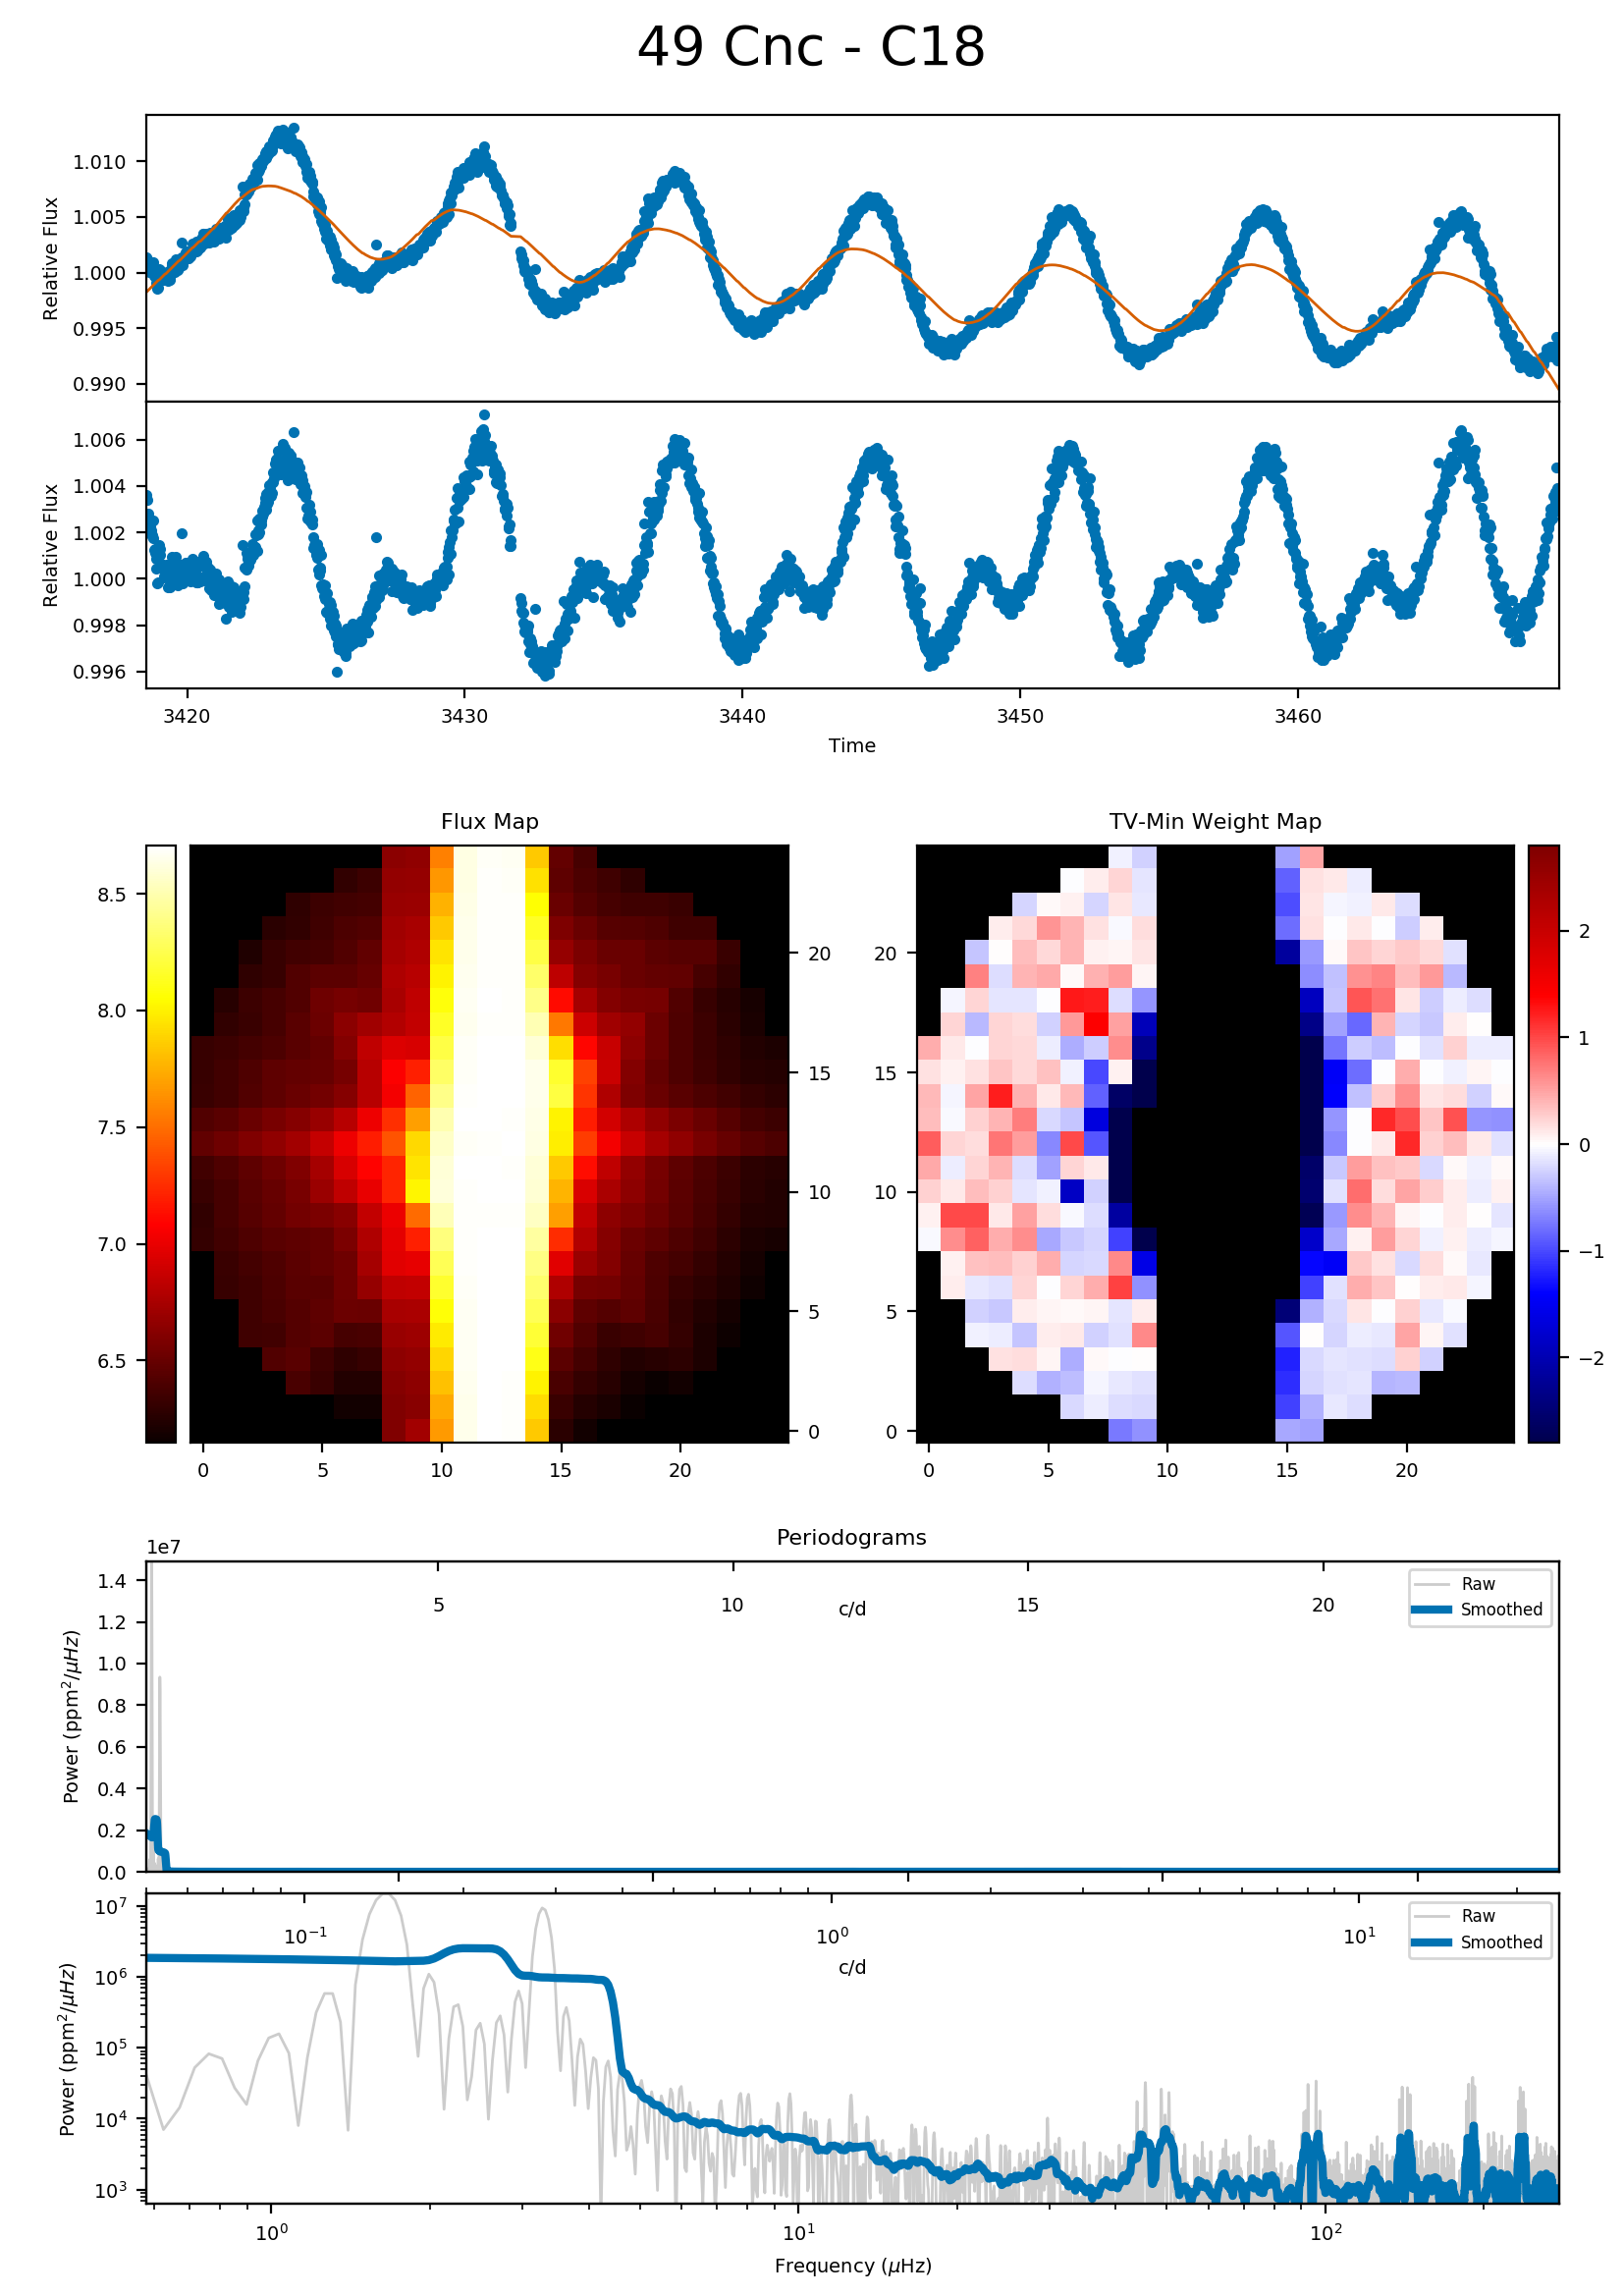 49 Cnc - C18
1.010
1.005
1.000
0.995
0.990
Relative Flux
1.006
1.004
1.002
1.000
0.998
0.996
Relative Flux
3420 3430 3440 3450 3460
Time
Flux Map
TV-Min Weight Map
8.5
8.0
7.5
7.0
6.5
20
15
10
5
0
0 5 10 15 20
20
15
10
5
0
0 5 10 15 20
2
1
0
−1
−2
Periodograms
1e7
1.4
1.2
1.0
0.8
0.6
0.4
0.2
0.0
Power (ppm²/μHz)
5 10 15 20
c/d
Raw
Smoothed
10⁷
10⁶
10⁵
10⁴
10³
Power (ppm²/μHz)
10⁻¹ 10⁰ 10¹
c/d
Raw
Smoothed
10⁰ 10¹ 10²
Frequency (μHz)